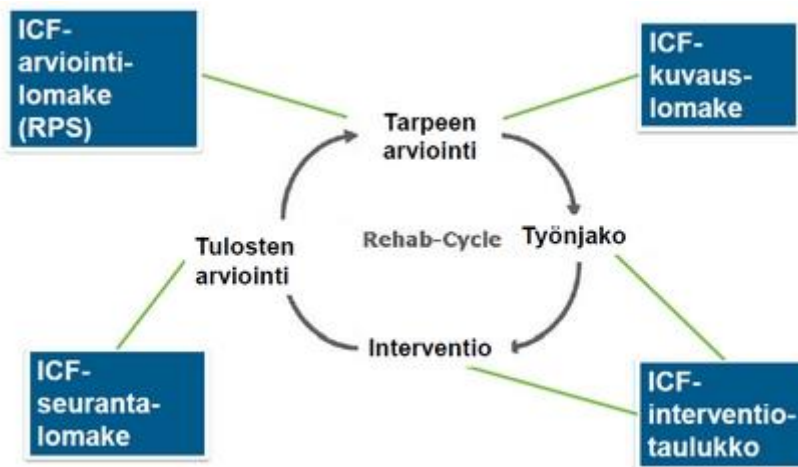 ICF-
arviointi-
lomake
(RPS)
ICF-
kuvaus-
lomake
Tarpeen
arviointi
Tulosten
arviointi
Rehab-Cycle
Työnjako
Interventio
ICF-
seuranta-
lomake
ICF-
interventio-
taulukko